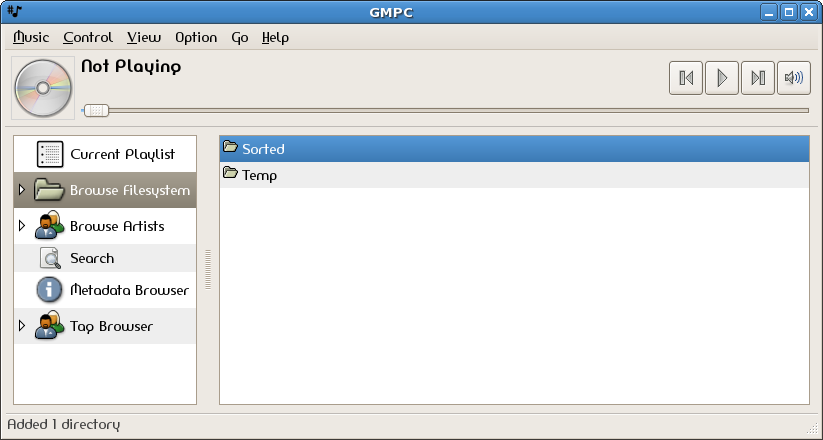 GMPC
Music Control View Option Go Help
Not Playing
Current Playlist
Browse Filesystem
Browse Artists
Search
Metadata Browser
Tag Browser
Sorted
Temp
Added 1 directory